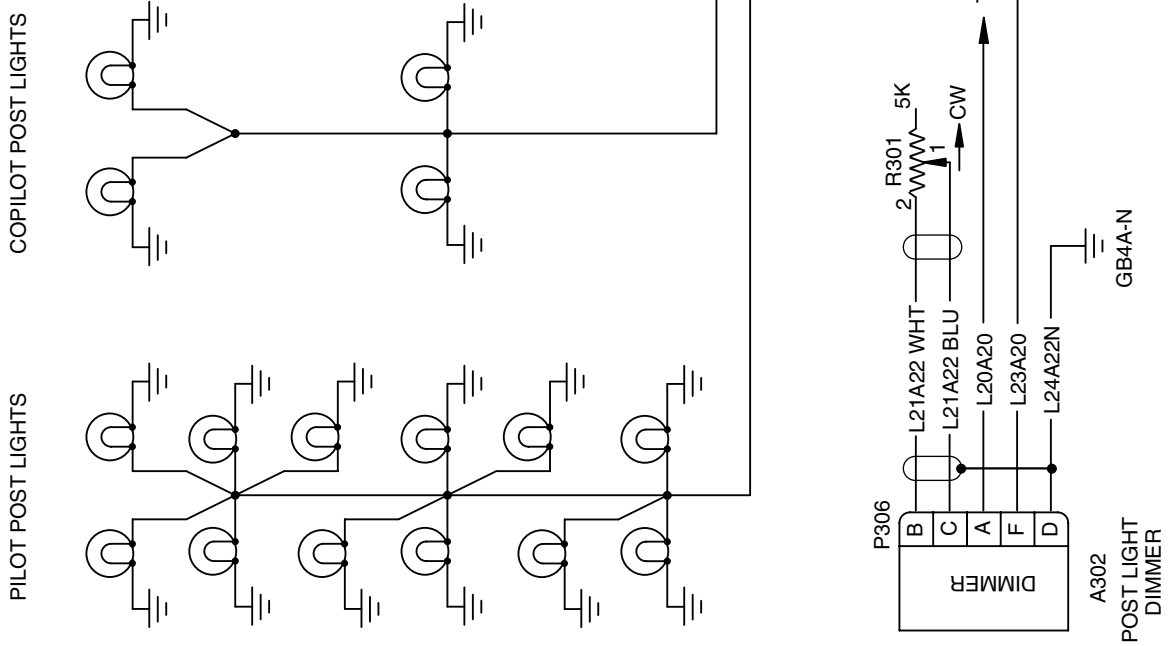 COPILOT POST LIGHTS
PILOT POST LIGHTS
R301
5K
2
1
CW
L21A22 WHT
L21A22 BLU
L20A20
L23A20
L24A22N
GB4A-N
P306
B
C
A
F
D
DIMMER
A302
POST LIGHT
DIMMER